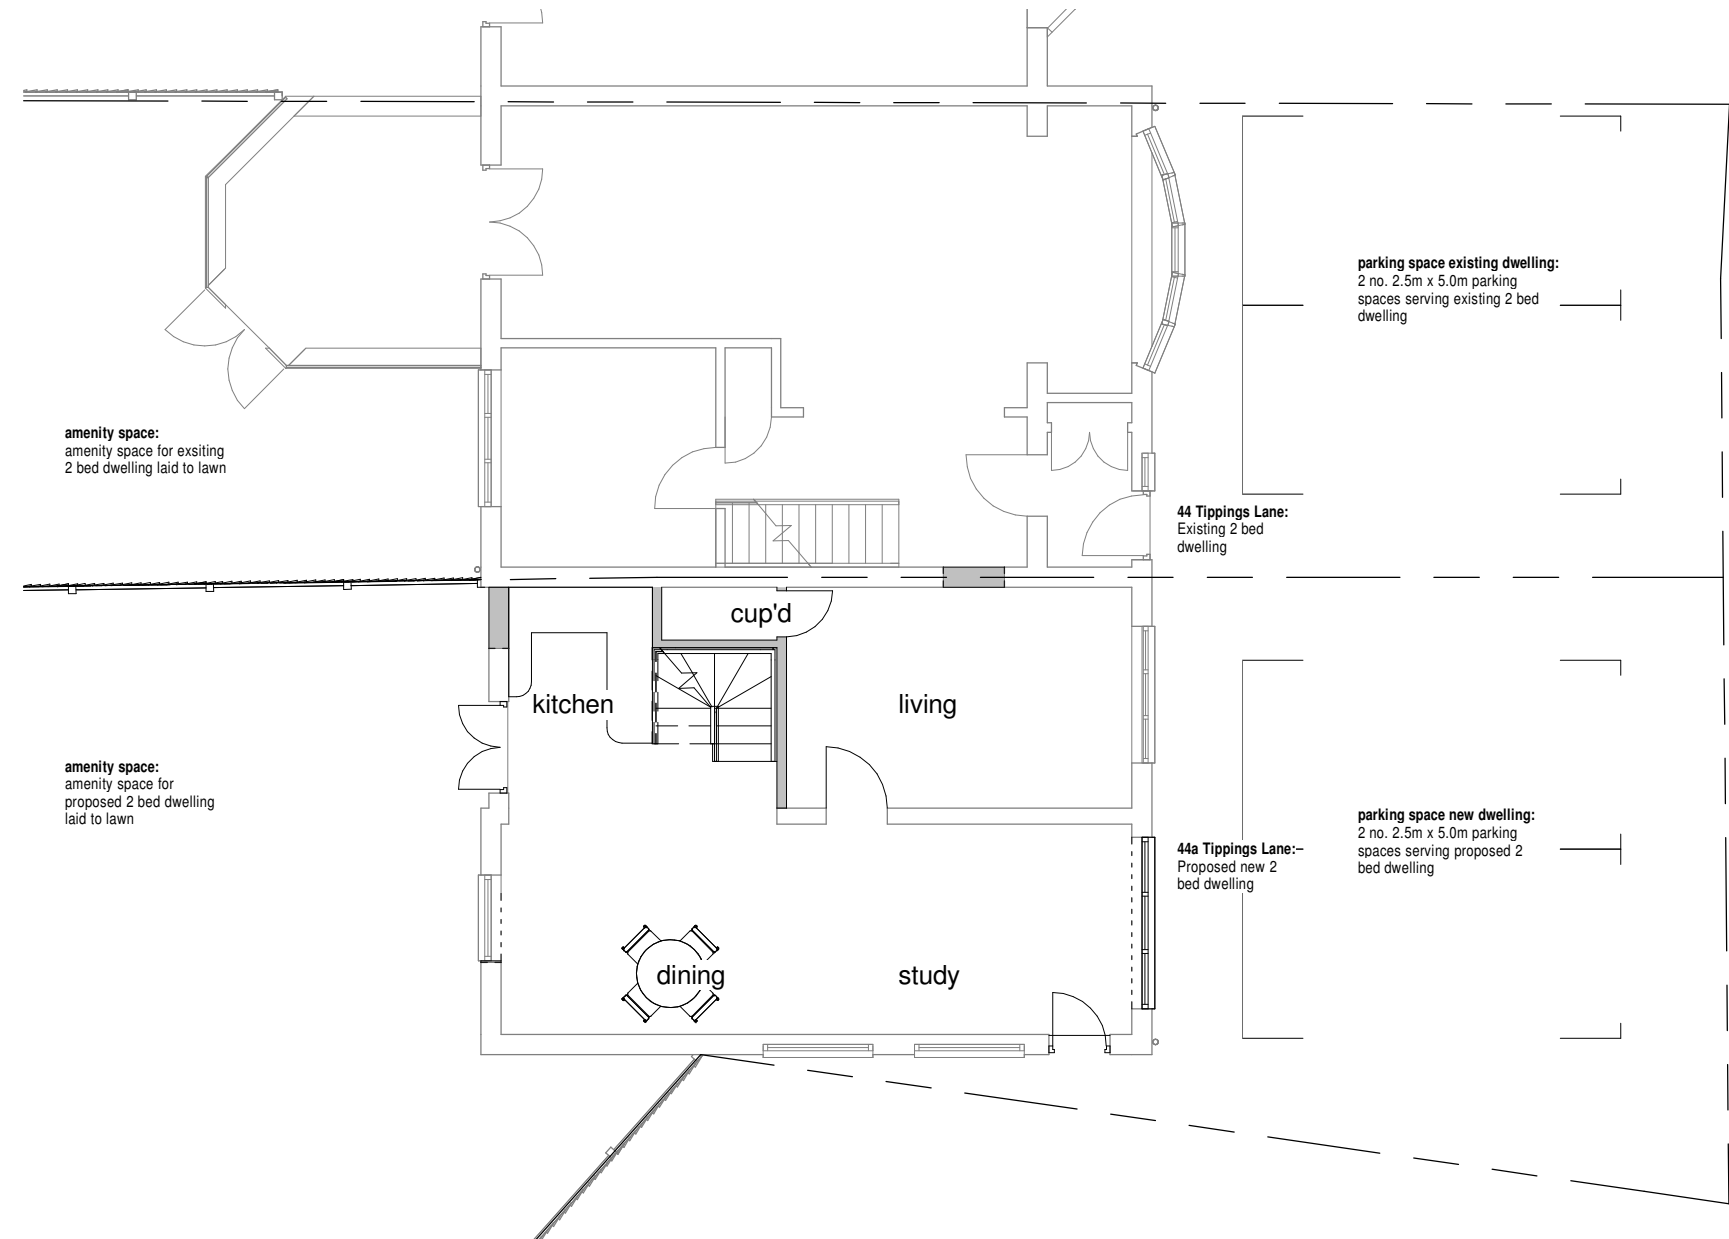 parking space existing dwelling:
2 no. 2.5m x 5.0m parking
spaces serving existing 2 bed
dwelling
amenity space:
amenity space for exsiting
2 bed dwelling laid to lawn
44 Tippings Lane:
Existing 2 bed
dwelling
cup'd
kitchen
living
amenity space:
amenity space for
proposed 2 bed dwelling
laid to lawn
44a Tippings Lane:
Proposed new 2
bed dwelling
parking space new dwelling:
2 no. 2.5m x 5.0m parking
spaces serving proposed 2
bed dwelling
dining
study